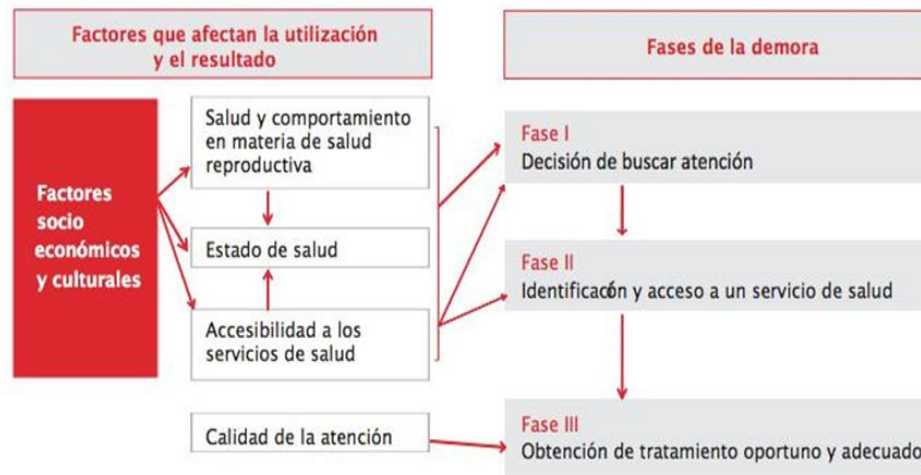 Factores que afectan la utilización
y el resultado
Fases de la demora
Factores
socio
económicos
y culturales
Salud y comportamiento
en materia de salud
reproductiva
Estado de salud
Accesibilidad a los
servicios de salud
Calidad de la atención
Fase I
Decisión de buscar atención
Fase II
Identificación y acceso a un servicio de salud
Fase III
Obtención de tratamiento oportuno y adecuado